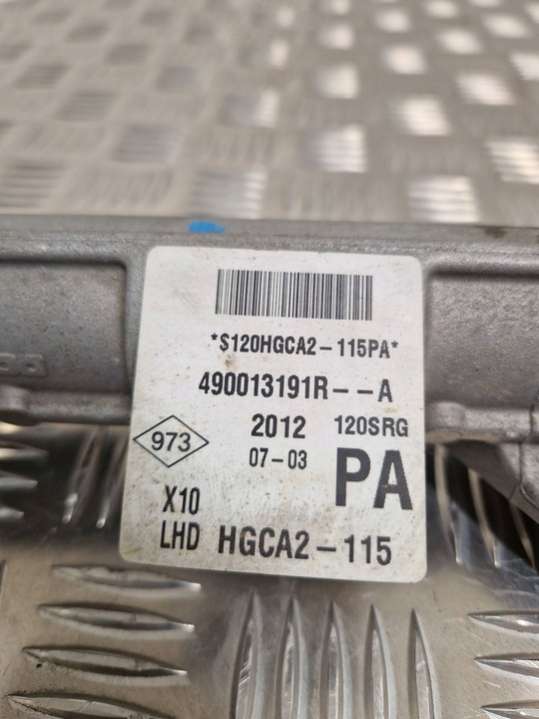 *S120HGCA2-115PA*
490013191R--A
973 2012 120SRG
07-03 PA
X10
LHD HGCA2-115